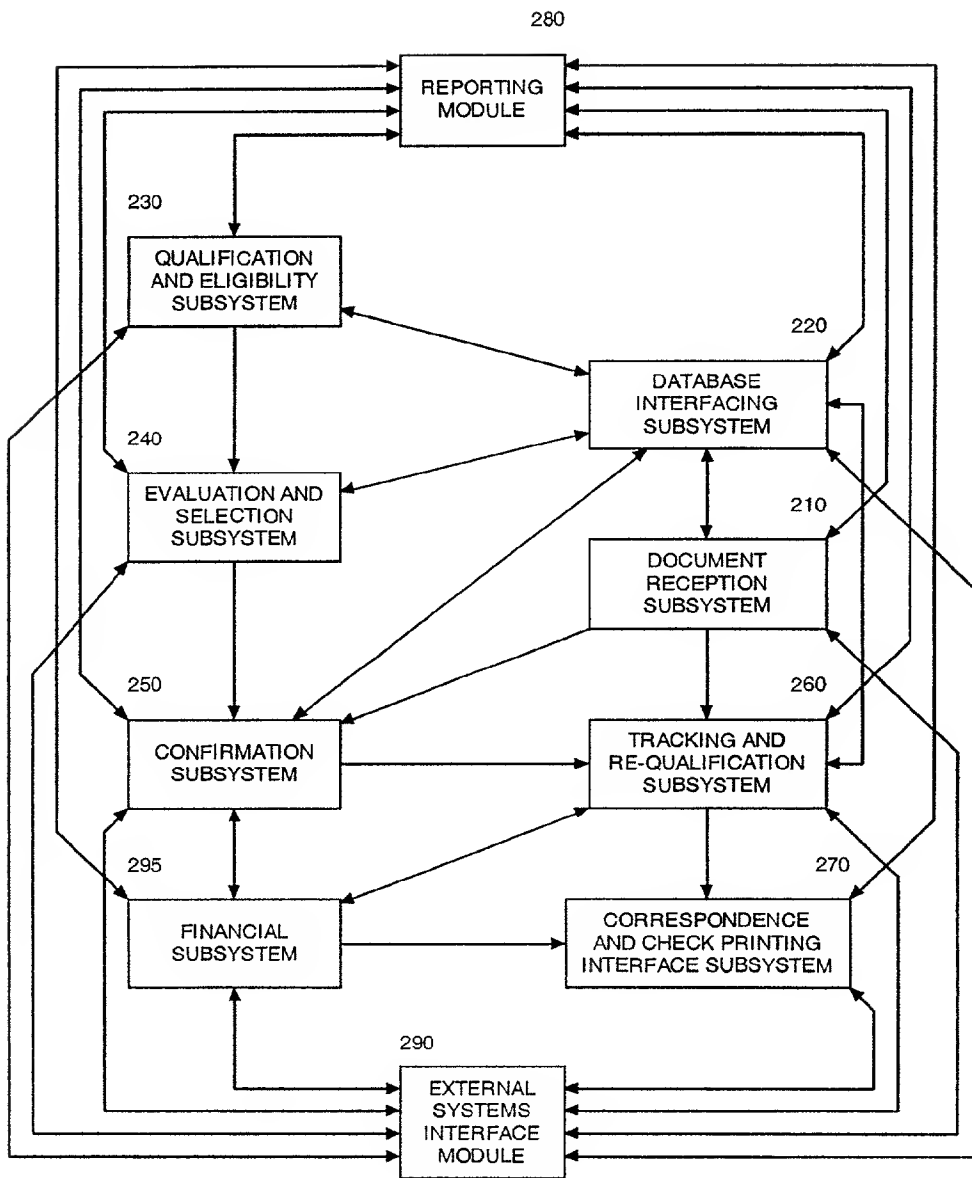 280
REPORTING
MODULE
230
QUALIFICATION
AND ELIGIBILITY
SUBSYSTEM
220
DATABASE
INTERFACING
SUBSYSTEM
240
EVALUATION AND
SELECTION
SUBSYSTEM
210
DOCUMENT
RECEPTION
SUBSYSTEM
250
CONFIRMATION
SUBSYSTEM
260
TRACKING AND
RE-QUALIFICATION
SUBSYSTEM
295
FINANCIAL
SUBSYSTEM
270
CORRESPONDENCE
AND CHECK PRINTING
INTERFACE SUBSYSTEM
290
EXTERNAL
SYSTEMS
INTERFACE
MODULE